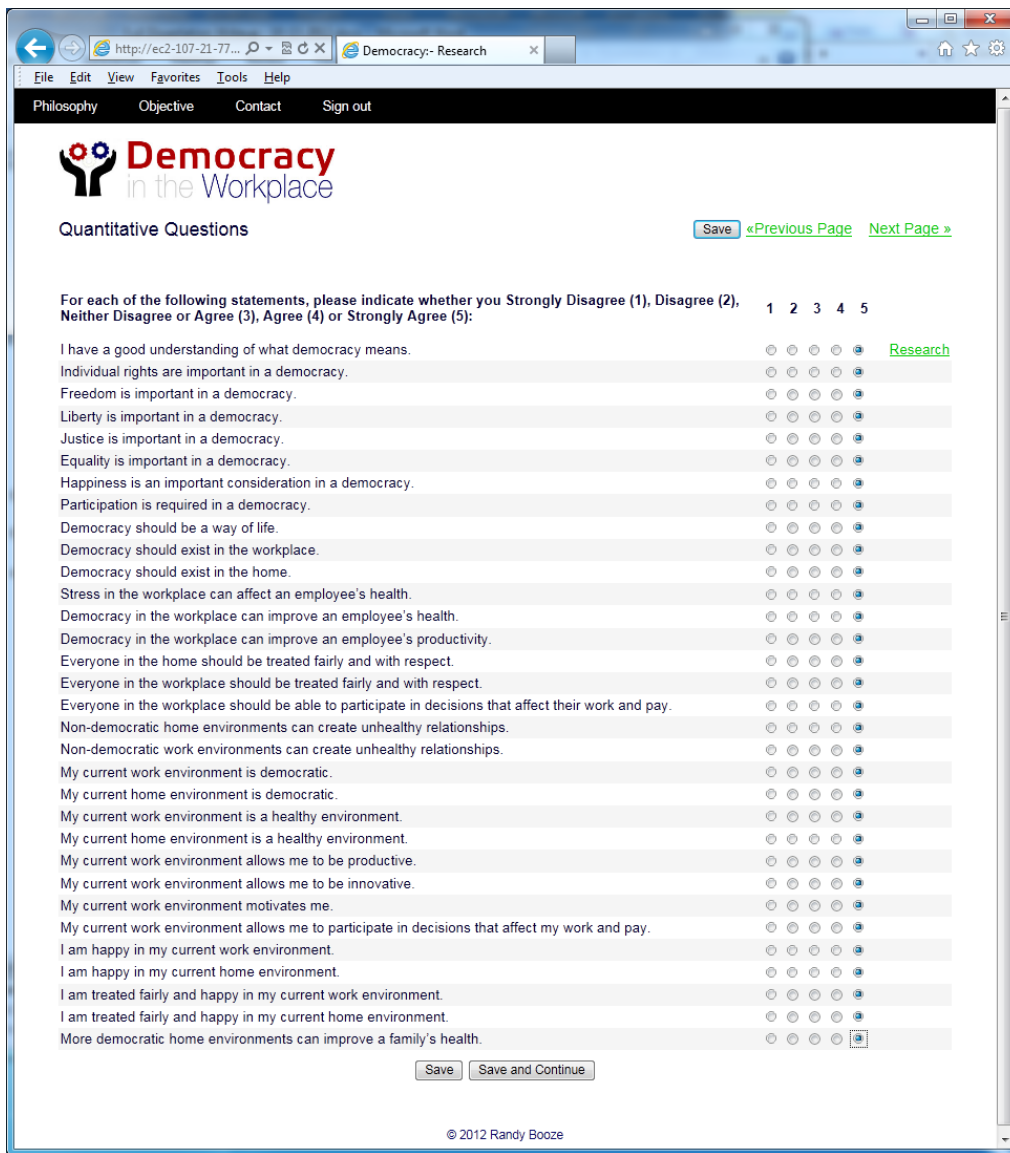 http://ec2-107-21-77...
Democracy:- Research
File Edit View Favorites Tools Help
Philosophy Objective Contact Sign out
Democracy
in the Workplace
Quantitative Questions Save «Previous Page Next Page »
For each of the following statements, please indicate whether you Strongly Disagree (1), Disagree (2), 1 2 3 4 5
Neither Disagree or Agree (3), Agree (4) or Strongly Agree (5):
I have a good understanding of what democracy means. Research
Individual rights are important in a democracy.
Freedom is important in a democracy.
Liberty is important in a democracy.
Justice is important in a democracy.
Equality is important in a democracy.
Happiness is an important consideration in a democracy.
Participation is required in a democracy.
Democracy should be a way of life.
Democracy should exist in the workplace.
Democracy should exist in the home.
Stress in the workplace can affect an employee’s health.
Democracy in the workplace can improve an employee’s health.
Democracy in the workplace can improve an employee’s productivity.
Everyone in the home should be treated fairly and with respect.
Everyone in the workplace should be treated fairly and with respect.
Everyone in the workplace should be able to participate in decisions that affect their work and pay.
Non-democratic home environments can create unhealthy relationships.
Non-democratic work environments can create unhealthy relationships.
My current work environment is democratic.
My current home environment is democratic.
My current work environment is a healthy environment.
My current home environment is a healthy environment.
My current work environment allows me to be productive.
My current work environment allows me to be innovative.
My current work environment motivates me.
My current work environment allows me to participate in decisions that affect my work and pay.
I am happy in my current work environment.
I am happy in my current home environment.
I am treated fairly and happy in my current work environment.
I am treated fairly and happy in my current home environment.
More democratic home environments can improve a family’s health.
Save Save and Continue
© 2012 Randy Booze